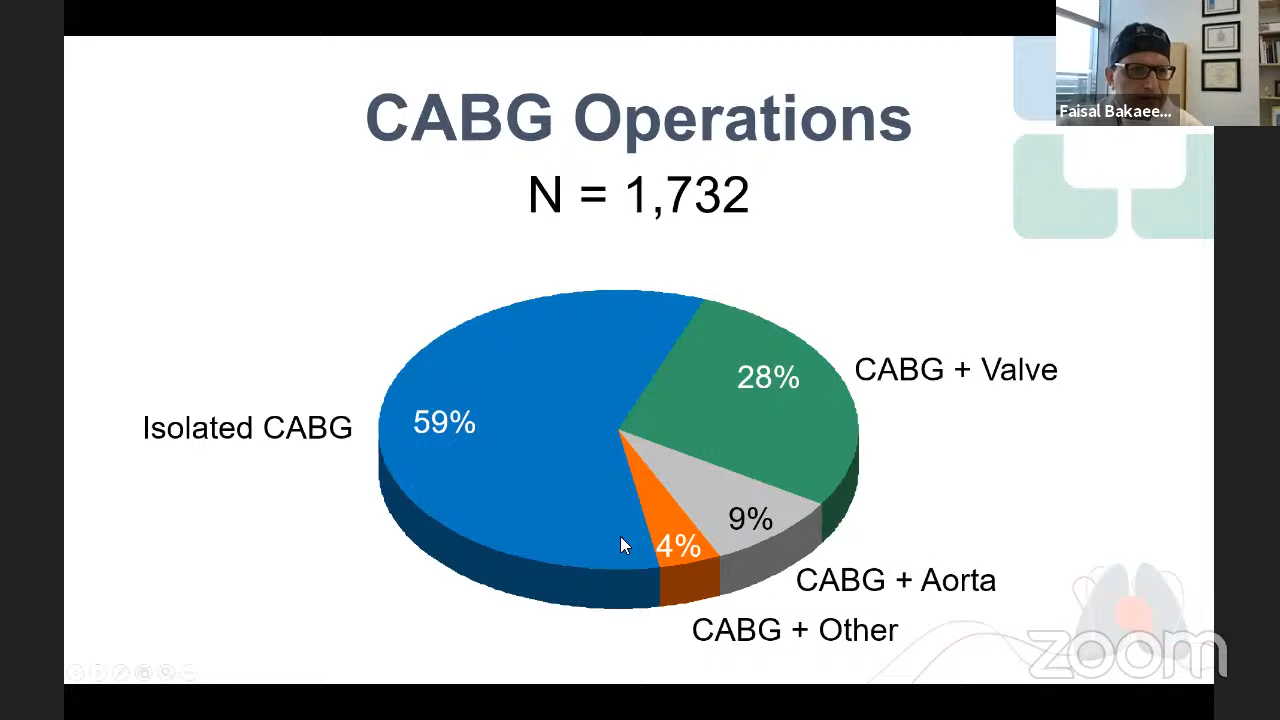 CABG Operations
N = 1,732
Faisal Bakaee...
28%
CABG + Valve
59%
Isolated CABG
9%
4%
CABG + Aorta
CABG + Other
zoom